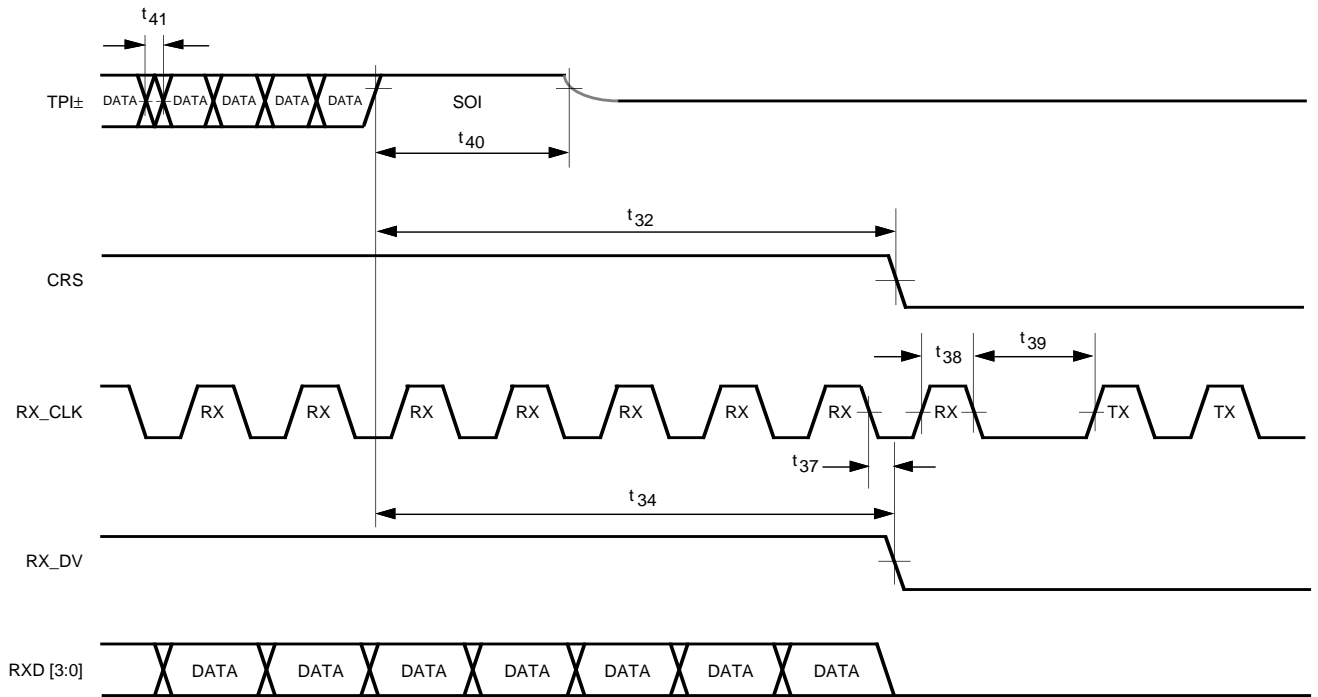 t41
TPI± DATA DATA DATA DATA DATA SOI
t40
t32
CRS
t38 t39
RX_CLK RX RX RX RX RX RX RX RX TX TX
t37
t34
RX_DV
RXD [3:0] DATA DATA DATA DATA DATA DATA DATA